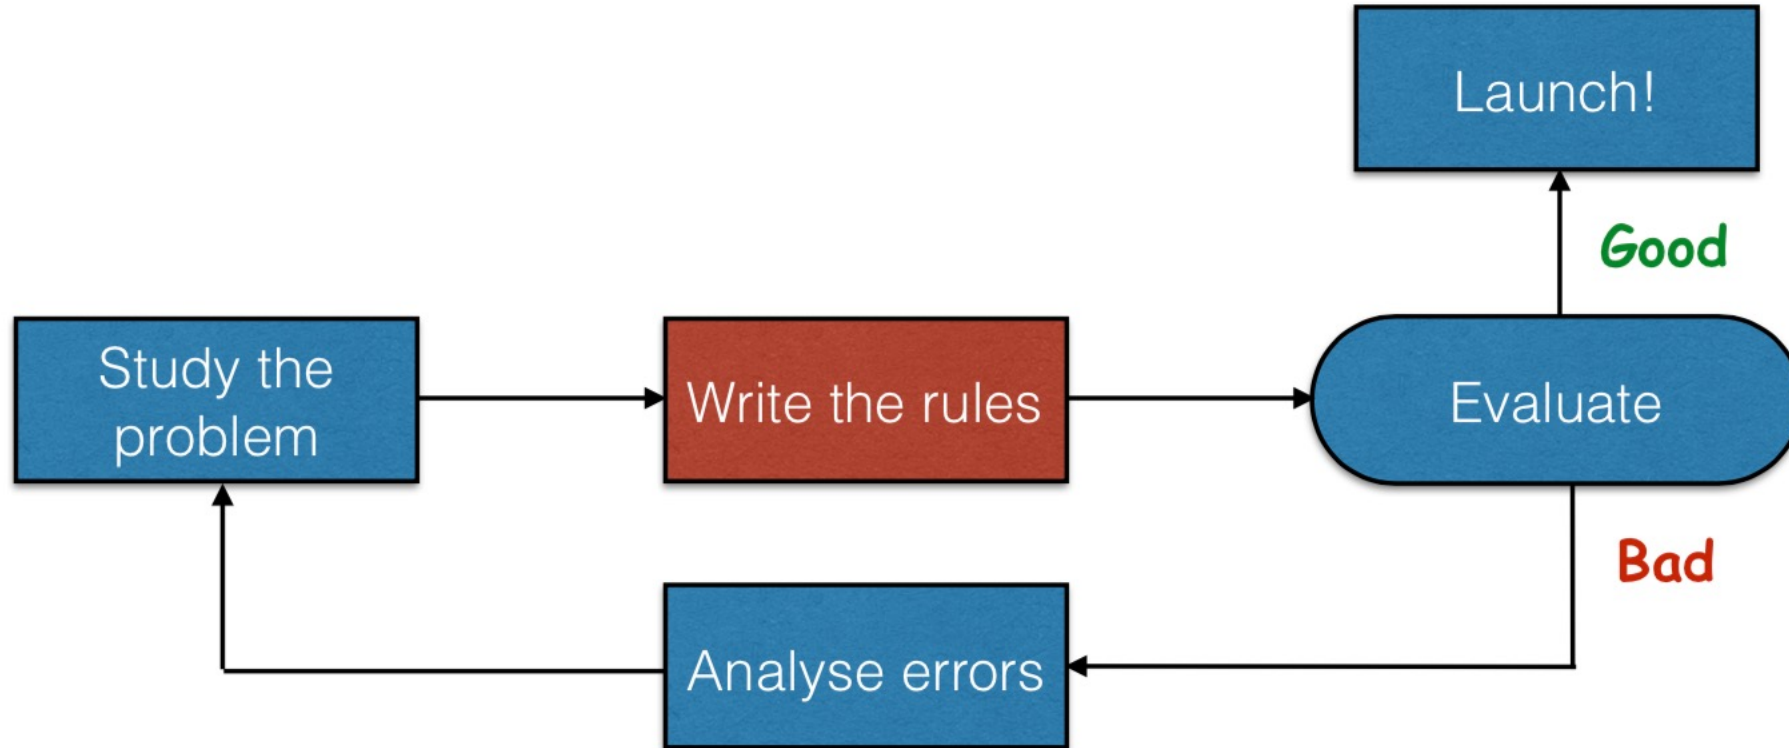 Launch!
Good
Study the
problem
Write the rules
Evaluate
Bad
Analyse errors